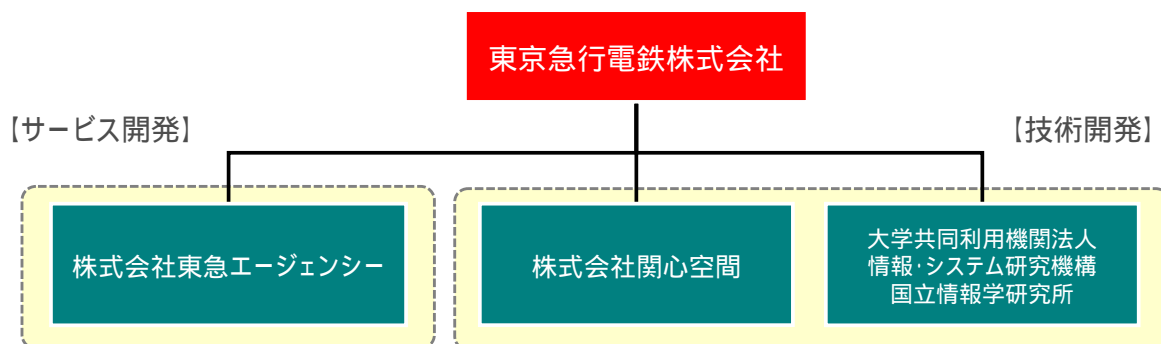 東京急行電鉄株式会社
【サービス開発】
【技術開発】
株式会社東急エージェンシー
株式会社関心空間
大学共同利用機関法人
情報・システム研究機構
国立情報学研究所